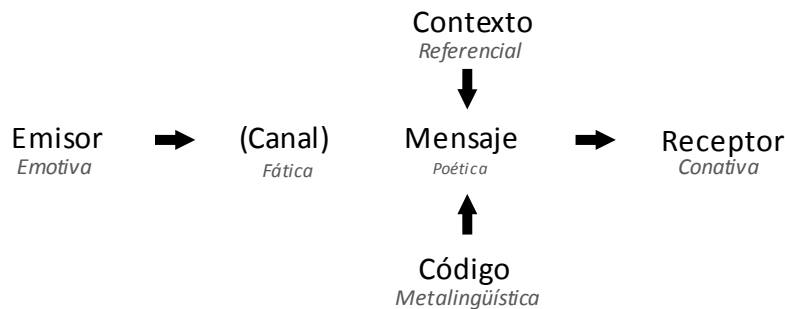 Contexto
Referencial
Emisor
Emotiva
(Canal)
Fática
Mensaje
Poética
Receptor
Conativa
Código
Metalingüística